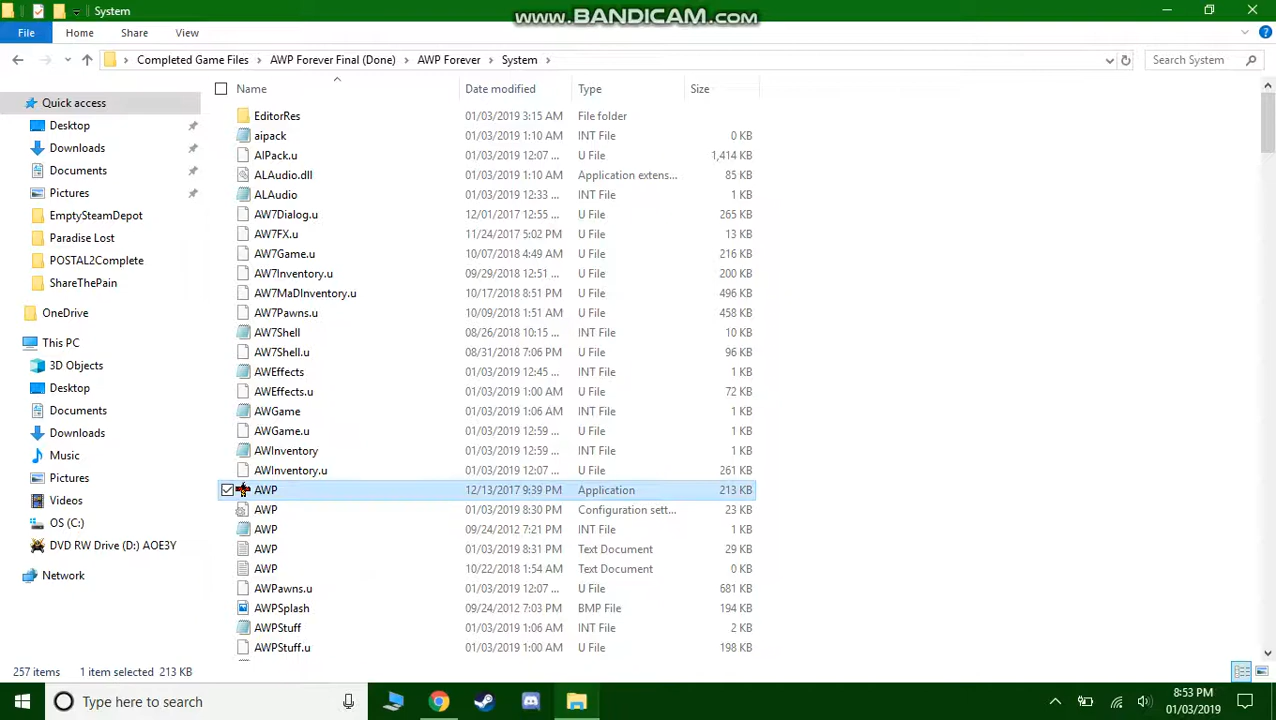 System
www.BANDICAM.com
File Home Share View
Completed Game Files > AWP Forever Final (Done) > AWP Forever > System >
Search System
Name Date modified Type Size
Quick access
Desktop
Downloads
Documents
Pictures
EmptySteamDepot
Paradise Lost
POSTAL2Complete
ShareThePain
OneDrive
This PC
3D Objects
Desktop
Documents
Downloads
Music
Pictures
Videos
OS (C:)
DVD RW Drive (D:) AOE3Y
Network
EditorRes 01/03/2019 3:15 AM File folder
aipack 01/03/2019 1:10 AM INT File 0 KB
AIPack.u 01/03/2019 12:07 ... U File 1,414 KB
ALAudio.dll 01/03/2019 1:10 AM Application extens... 85 KB
ALAudio 01/03/2019 12:33 ... INT File 1 KB
AW7Dialog.u 12/01/2017 12:55 ... U File 265 KB
AW7FX.u 11/24/2017 5:02 PM U File 13 KB
AW7Game.u 10/07/2018 4:49 AM U File 216 KB
AW7Inventory.u 09/29/2018 12:51 ... U File 200 KB
AW7MaDInventory.u 10/17/2018 8:51 PM U File 496 KB
AW7Pawns.u 10/09/2018 1:51 AM U File 458 KB
AW7Shell 08/26/2018 10:15 ... INT File 10 KB
AW7Shell.u 08/31/2018 7:06 PM U File 96 KB
AWEffects 01/03/2019 12:45 ... INT File 1 KB
AWEffects.u 01/03/2019 1:00 AM U File 72 KB
AWGame 01/03/2019 1:06 AM INT File 1 KB
AWGame.u 01/03/2019 12:59 ... U File 1 KB
AWInventory 01/03/2019 12:59 ... INT File 1 KB
AWInventory.u 01/03/2019 12:07 ... U File 261 KB
AWP 12/13/2017 9:39 PM Application 213 KB
AWP 01/03/2019 8:30 PM Configuration sett... 23 KB
AWP 09/24/2012 7:21 PM INT File 1 KB
AWP 01/03/2019 8:31 PM Text Document 29 KB
AWP 10/22/2018 1:54 AM Text Document 0 KB
AWPawns.u 01/03/2019 12:07 ... U File 681 KB
AWPSplash 09/24/2012 7:03 PM BMP File 194 KB
AWPStuff 01/03/2019 1:06 AM INT File 2 KB
AWPStuff.u 01/03/2019 1:00 AM U File 198 KB
257 items 1 item selected 213 KB
Type here to search
8:53 PM
01/03/2019